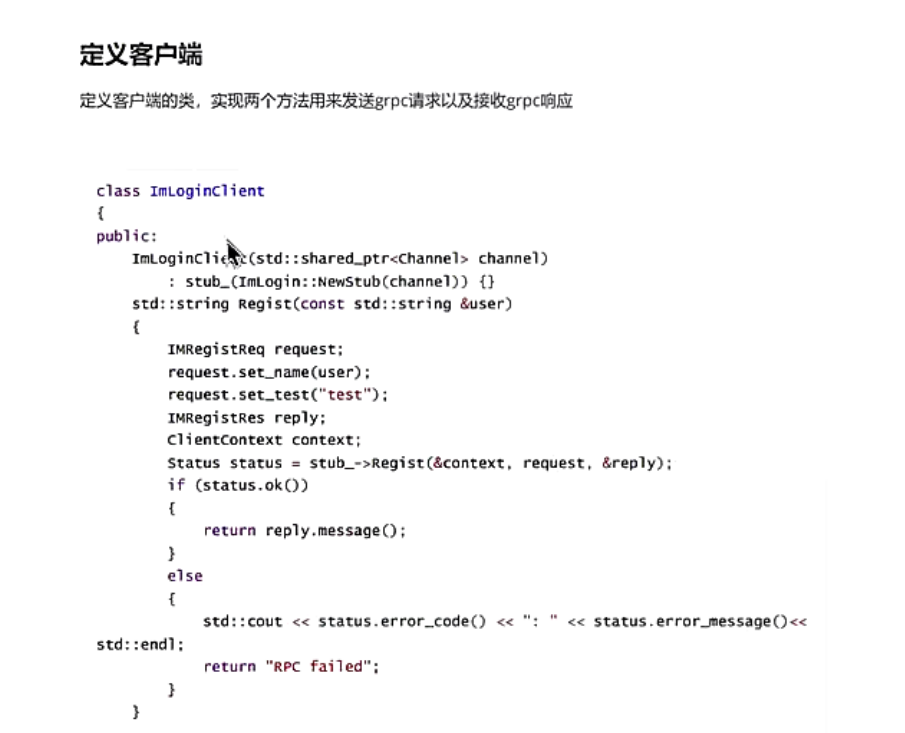 定义客户端
定义客户端的类，实现两个方法用来发送grpc请求以及接收grpc响应
class ImLoginClient
{
public:
    ImLoginClient(std::shared_ptr<Channel> channel)
        : stub_(ImLogin::NewStub(channel)) {}
    std::string Regist(const std::string &user)
    {
        IMRegistReq request;
        request.set_name(user);
        request.set_test("test");
        IMRegistRes reply;
        ClientContext context;
        Status status = stub_->Regist(&context, request, &reply);
        if (status.ok())
        {
            return reply.message();
        }
        else
        {
            std::cout << status.error_code() << ": " << status.error_message()<<
std::endl;
            return "RPC failed";
        }
    }